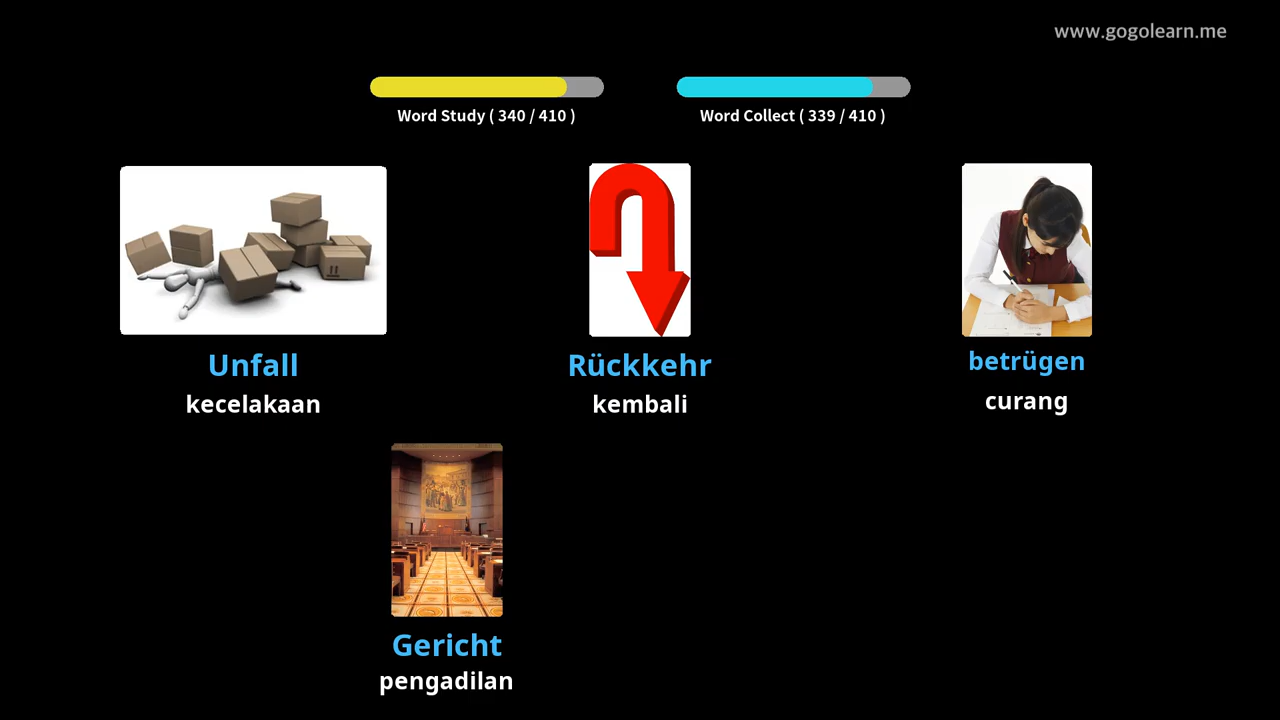 www.gogolearn.me
Word Study ( 340 / 410 )
Word Collect ( 339 / 410 )
Unfall
kecelakaan
Rückkehr
kembali
betrügen
curang
Gericht
pengadilan